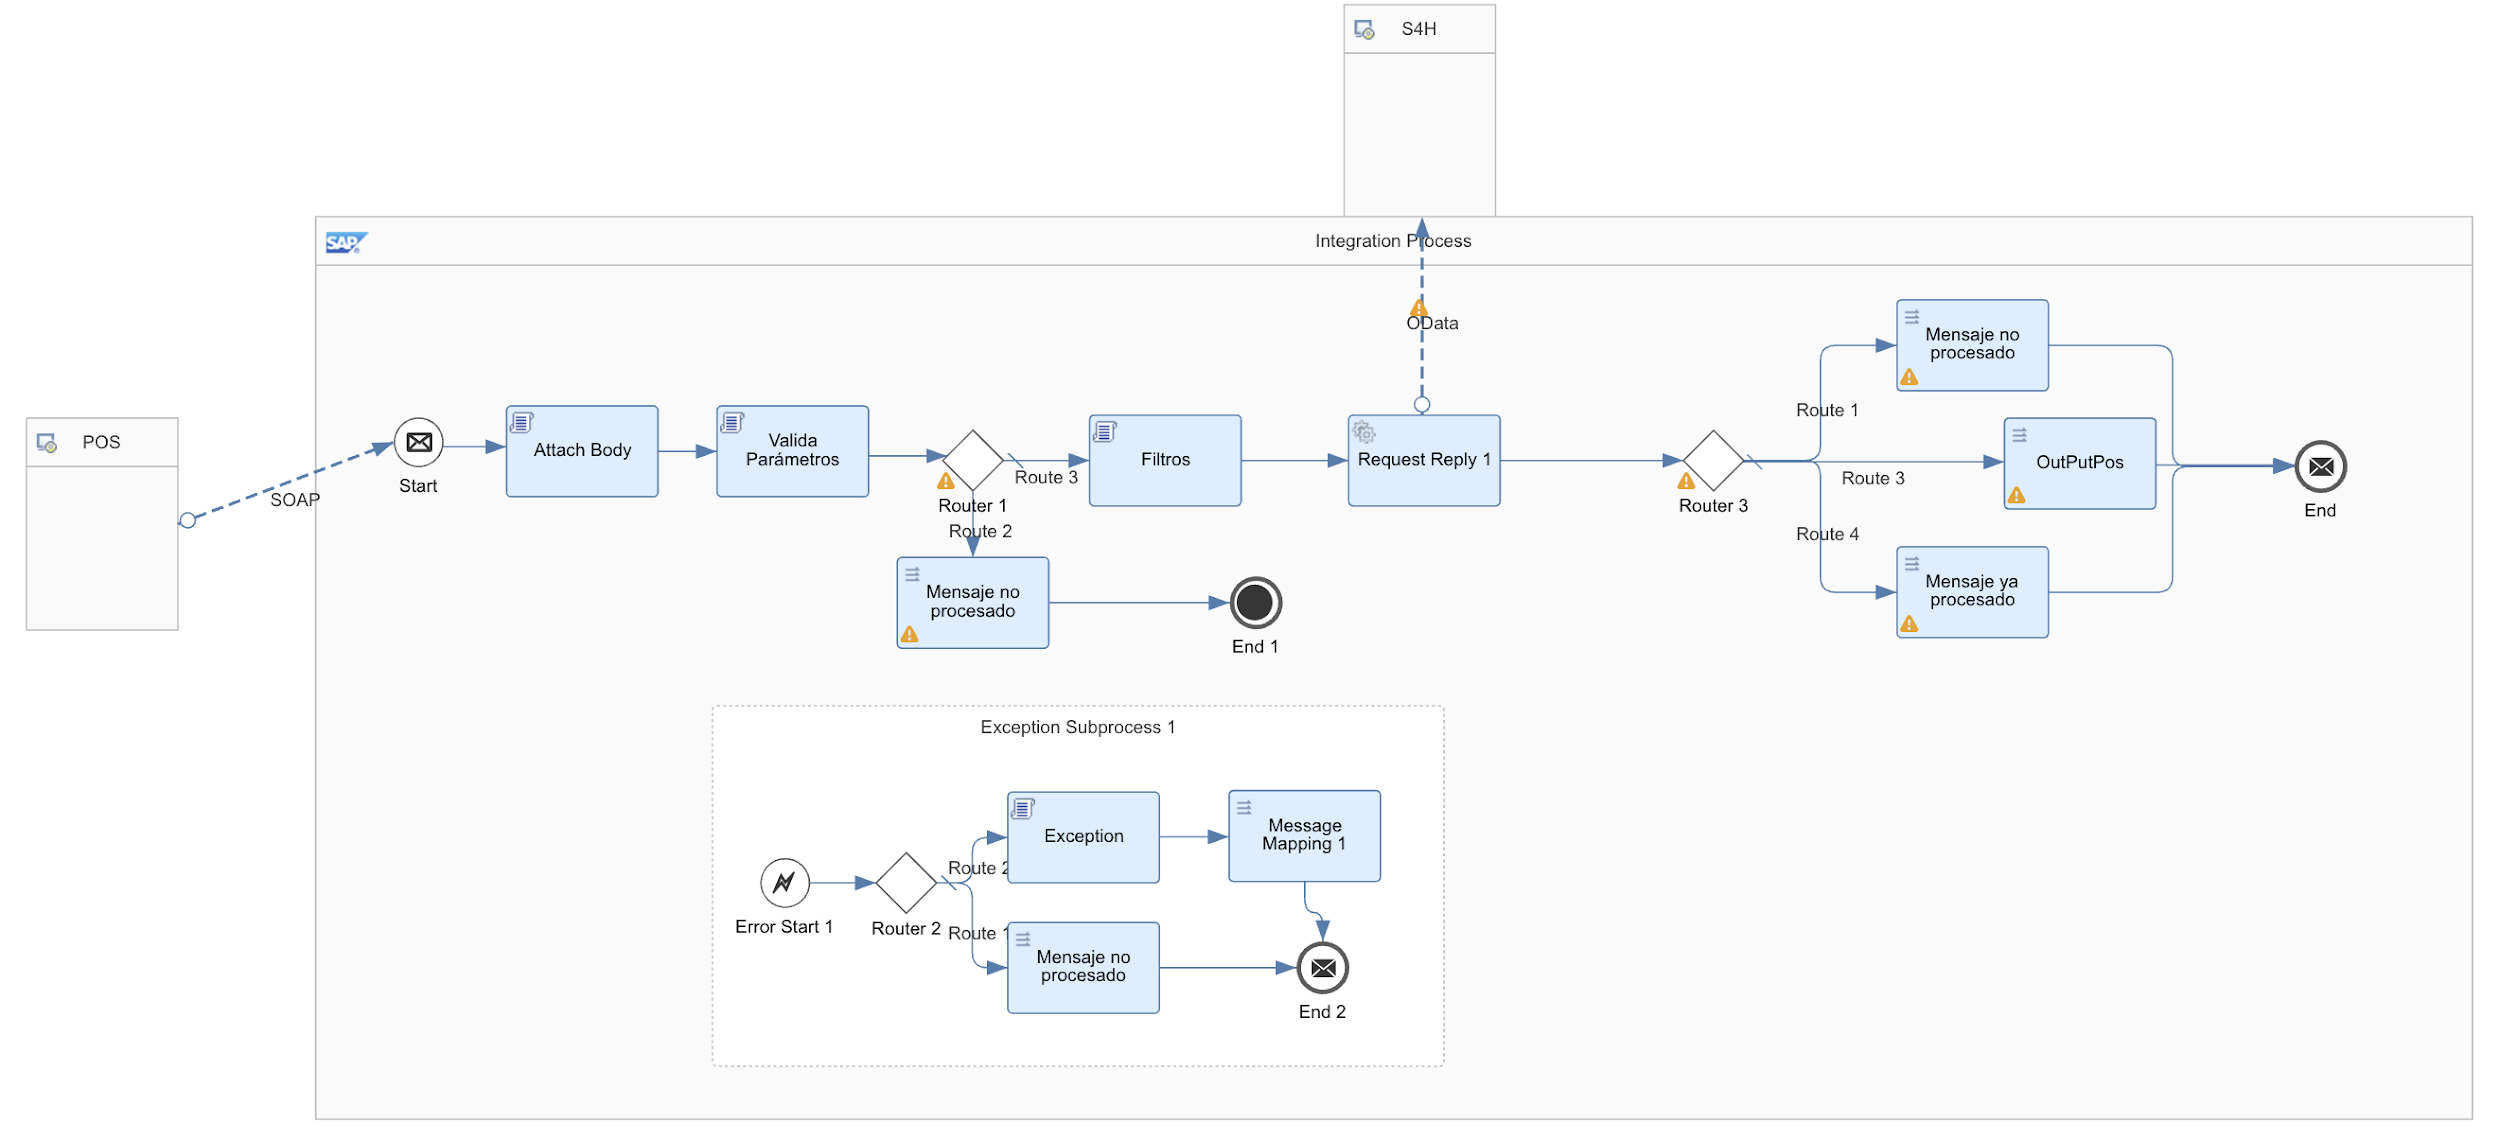 S4H
SAP
Integration Process
OData
POS
SOAP
Start
Attach Body
Valida
Parámetros
Router 1
Route 3
Route 2
Filtros
Request Reply 1
Router 3
Route 1
Route 3
Route 4
Mensaje no
procesado
OutPutPos
Mensaje ya
procesado
End
Mensaje no
procesado
End 1
Exception Subprocess 1
Error Start 1
Router 2
Route 2
Route 1
Exception
Message
Mapping 1
Mensaje no
procesado
End 2